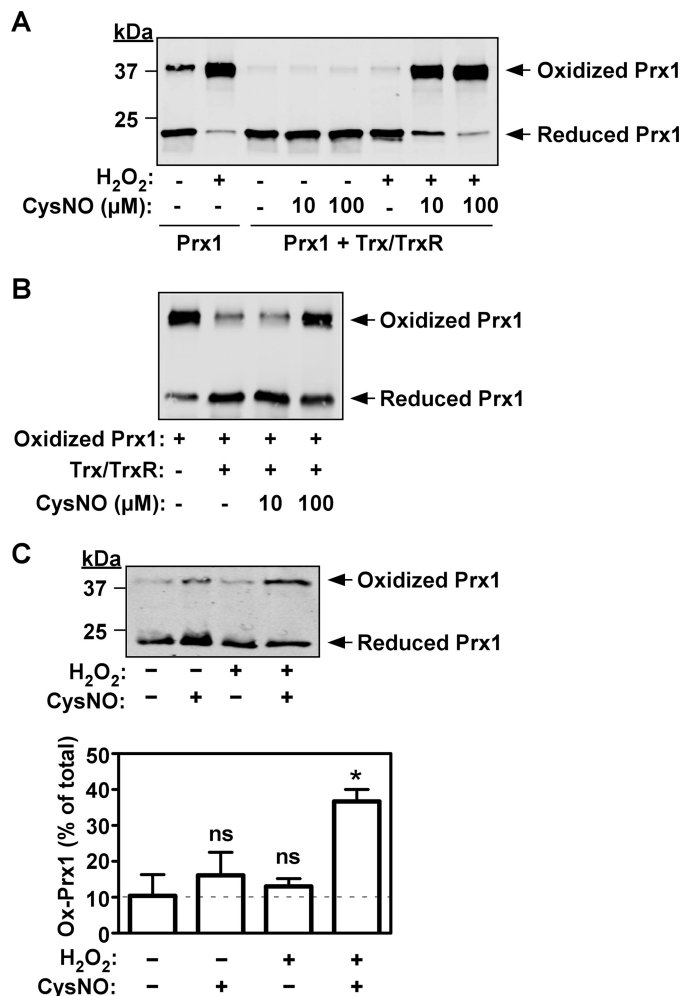 A
kDa
37
25
Oxidized Prx1
Reduced Prx1
H2O2: - + - - - + + +
CysNO (μM): - - - 10 100 - 10 100
Prx1 Prx1 + Trx/TrxR
B
Oxidized Prx1
Reduced Prx1
Oxidized Prx1: + + + +
Trx/TrxR: - + + +
CysNO (μM): - - 10 100
C
kDa
37
25
Oxidized Prx1
Reduced Prx1
H2O2: – – + +
CysNO: – + – +
Ox-Prx1 (% of total)
50
40
30
20
10
0
ns
ns
*
H2O2: – – + +
CysNO: – + – +